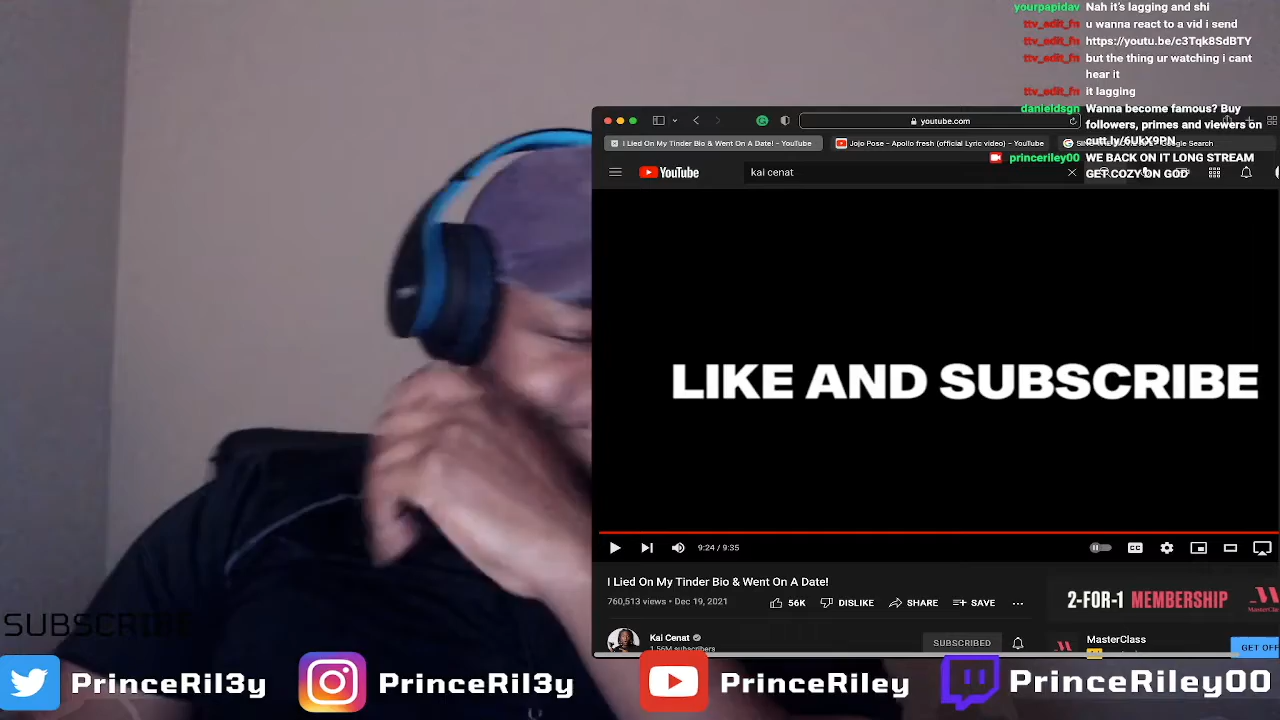 yourpapidav Nah it's lagging and shi
ttv_edit_fn u wanna react to a vid i send
ttv_edit_fn https://youtu.be/c3Tqk8SdBTY
ttv_edit_fn but the thing ur watching i cant
hear it
ttv_edit_fn it lagging
danieldsgn Wanna become famous? Buy
followers, primes and viewers on
princeriley00 WE BACK ON IT LONG STREAM
GET COZY ON GOD
youtube.com
I Lied On My Tinder Bio & Went On A Date! - YouTube
Jojo Pose - Apollo fresh (official Lyric video) - YouTube
YouTube
kai cenat
LIKE AND SUBSCRIBE
9:24 / 9:35
CC
I Lied On My Tinder Bio & Went On A Date!
760,513 views • Dec 19, 2021
56K
DISLIKE
SHARE
SAVE
2-FOR-1 MEMBERSHIP
Kai Cenat
1.56M subscribers
SUBSCRIBED
MasterClass
GET OFF
SUBSCRIBE
PrinceRil3y
PrinceRil3y
PrinceRiley
PrinceRiley00